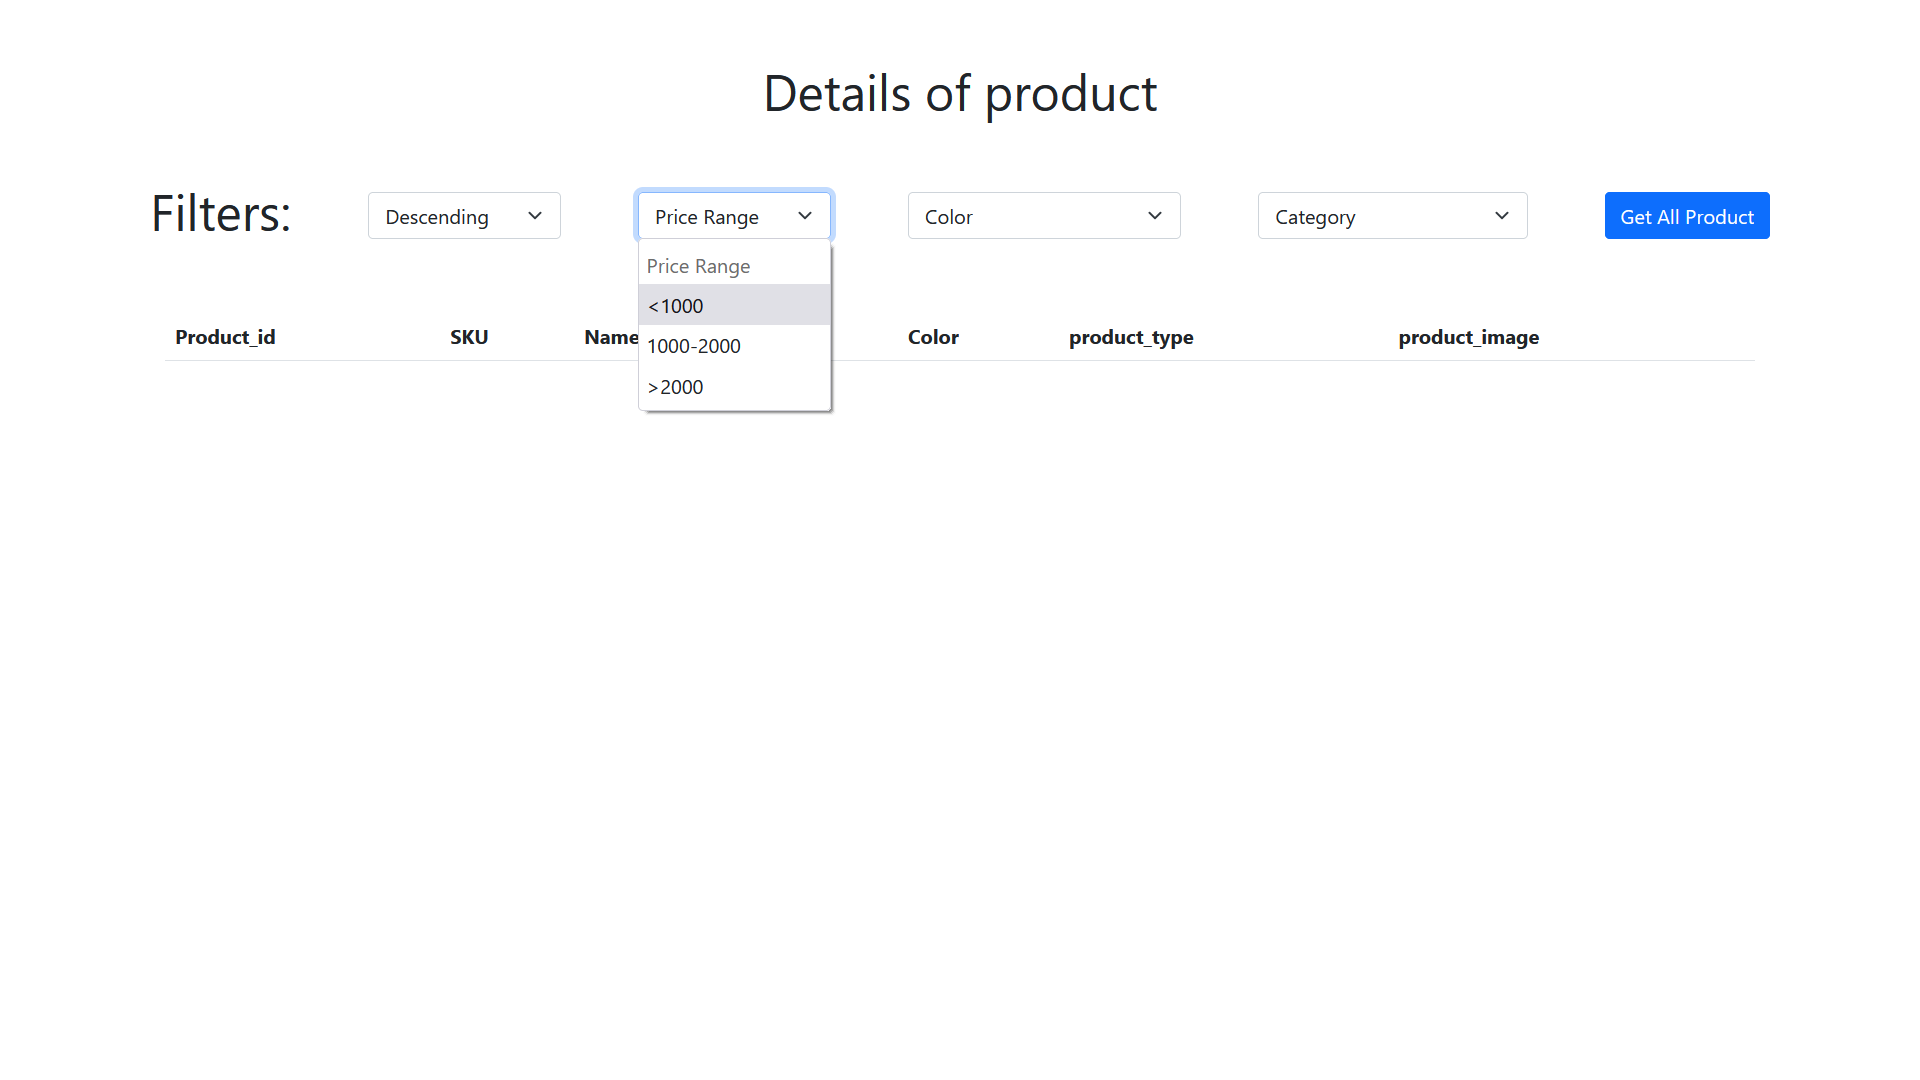 Details of product
Filters:
Descending
Price Range
Color
Category
Get All Product
Price Range
<1000
1000-2000
>2000
Product_id
SKU
Name
Color
product_type
product_image